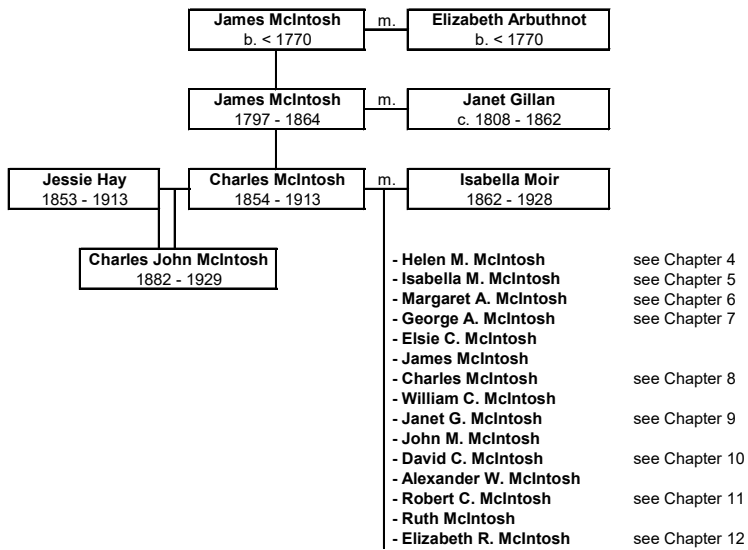 James McIntosh m. Elizabeth Arbuthnot
b. < 1770 b. < 1770
James McIntosh m. Janet Gillan
1797 - 1864 c. 1808 - 1862
Jessie Hay Charles McIntosh m. Isabella Moir
1853 - 1913 1854 - 1913 1862 - 1928
Charles John McIntosh
1882 - 1929
- Helen M. McIntosh see Chapter 4
- Isabella M. McIntosh see Chapter 5
- Margaret A. McIntosh see Chapter 6
- George A. McIntosh see Chapter 7
- Elsie C. McIntosh
- James McIntosh
- Charles McIntosh see Chapter 8
- William C. McIntosh
- Janet G. McIntosh see Chapter 9
- John M. McIntosh
- David C. McIntosh see Chapter 10
- Alexander W. McIntosh
- Robert C. McIntosh see Chapter 11
- Ruth McIntosh
- Elizabeth R. McIntosh see Chapter 12